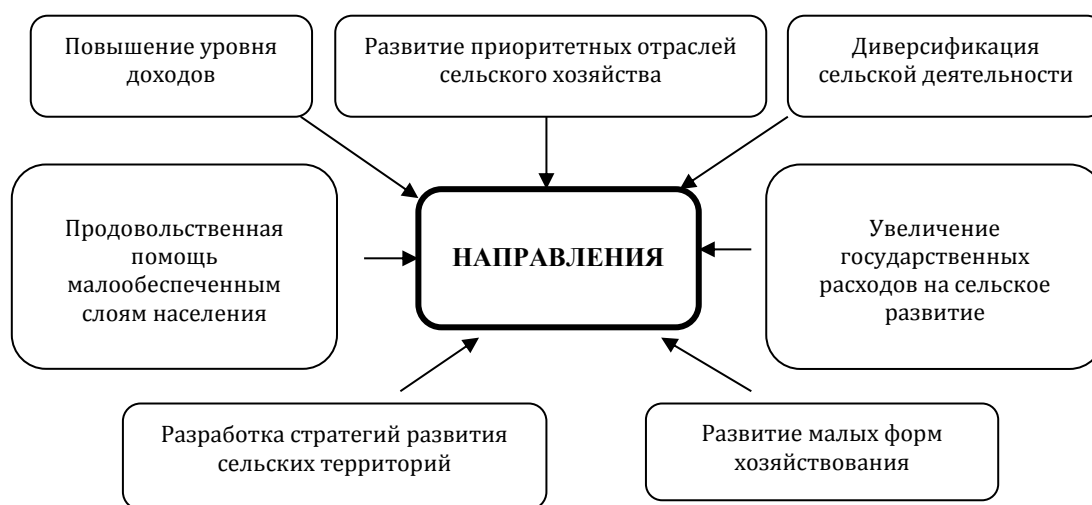 Повышение уровня
доходов
Развитие приоритетных отраслей
сельского хозяйства
Диверсификация
сельской деятельности
Продовольственная
помощь
малообеспеченным
слоям населения
НАПРАВЛЕНИЯ
Увеличение
государственных
расходов на сельское
развитие
Разработка стратегий развития
сельских территорий
Развитие малых форм
хозяйствования